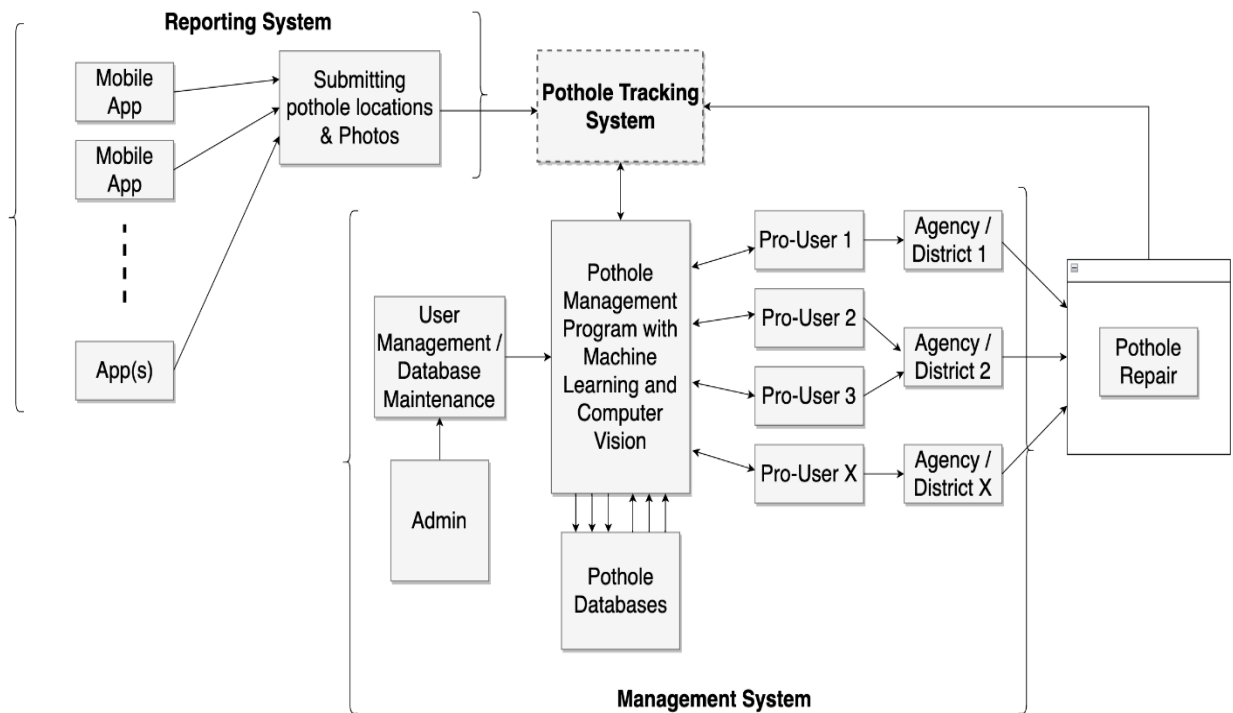 Reporting System
Mobile
App
Mobile
App
App(s)
Submitting
pothole locations
& Photos
Pothole Tracking
System
User
Management /
Database
Maintenance
Admin
Pothole
Management
Program with
Machine
Learning and
Computer
Vision
Pothole
Databases
Pro-User 1
Pro-User 2
Pro-User 3
Pro-User X
Agency /
District 1
Agency /
District 2
Agency /
District X
Pothole
Repair
Management System